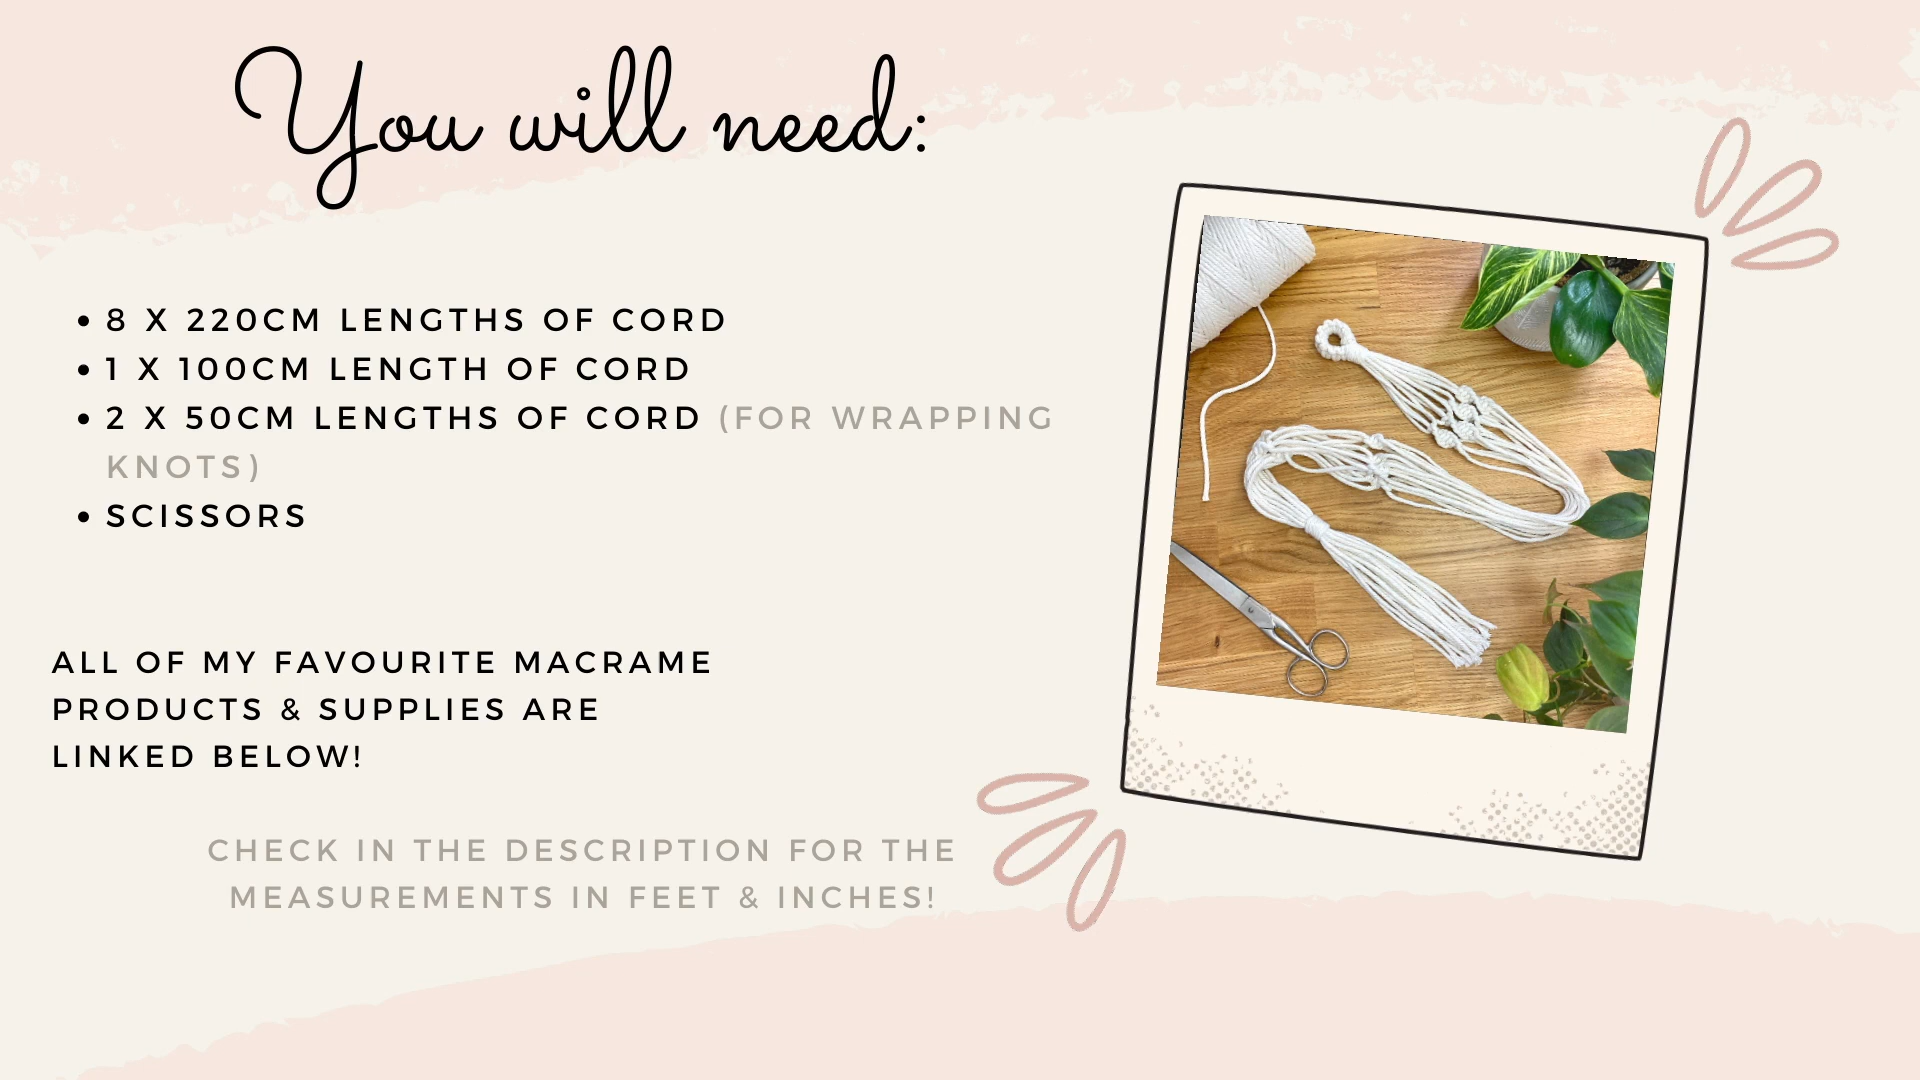 You will need:
• 8 X 220CM LENGTHS OF CORD
• 1 X 100CM LENGTH OF CORD
• 2 X 50CM LENGTHS OF CORD (FOR WRAPPING
KNOTS)
• SCISSORS
ALL OF MY FAVOURITE MACRAME
PRODUCTS & SUPPLIES ARE
LINKED BELOW!
CHECK IN THE DESCRIPTION FOR THE
MEASUREMENTS IN FEET & INCHES!